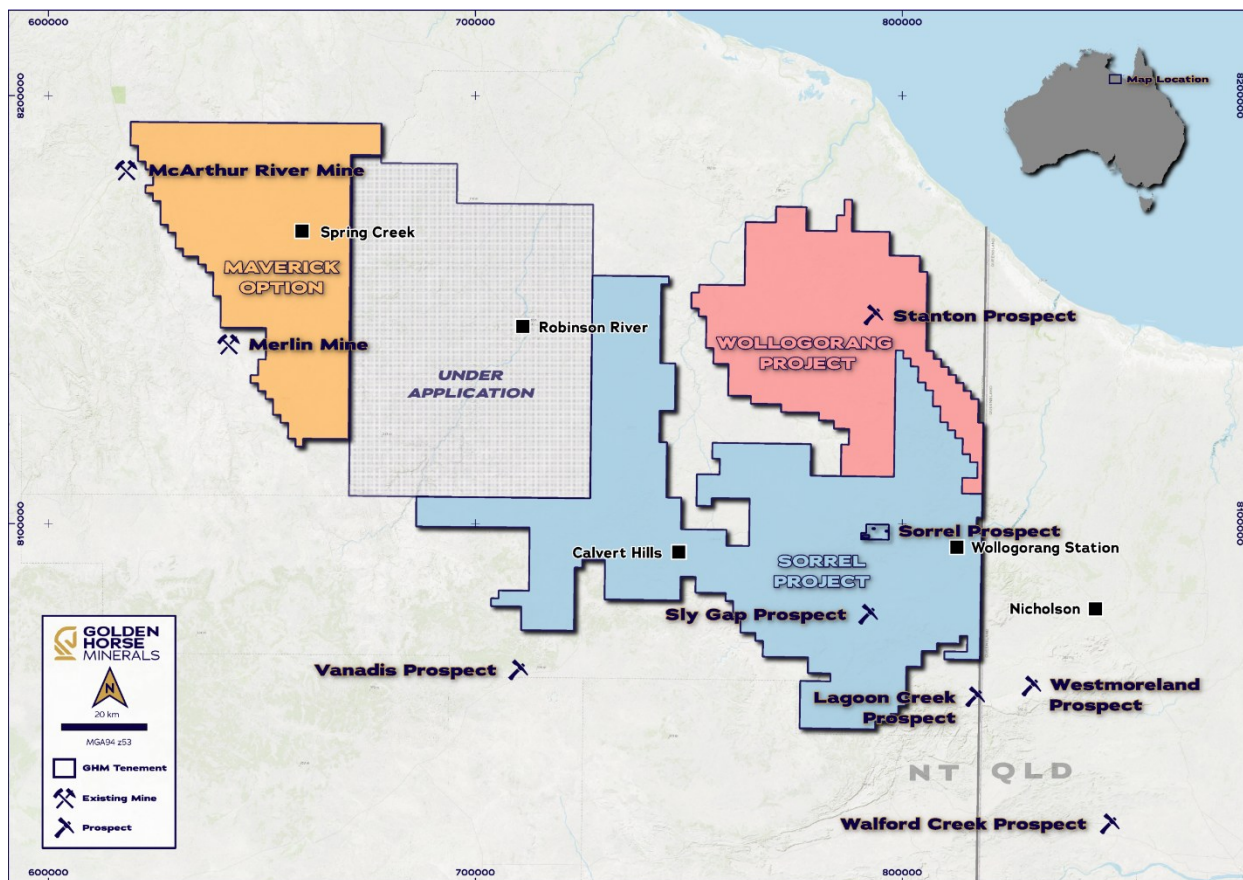 600000
700000
800000
8200000
8200000
Map Location
McArthur River Mine
Spring Creek
MAVERICK
OPTION
Merlin Mine
Robinson River
UNDER
APPLICATION
Stanton Prospect
WOLLOGORANG
PROJECT
8100000
8100000
Sorrel Prospect
Wollogorang Station
Calvert Hills
SORREL
PROJECT
Sly Gap Prospect
Nicholson
Vanadis Prospect
Lagoon Creek
Prospect
Westmoreland
Prospect
NT QLD
Walford Creek Prospect
GOLDEN
HORSE
MINERALS
N
20 km
MGA94 z53
GHM Tenement
Existing Mine
Prospect
600000
700000
800000